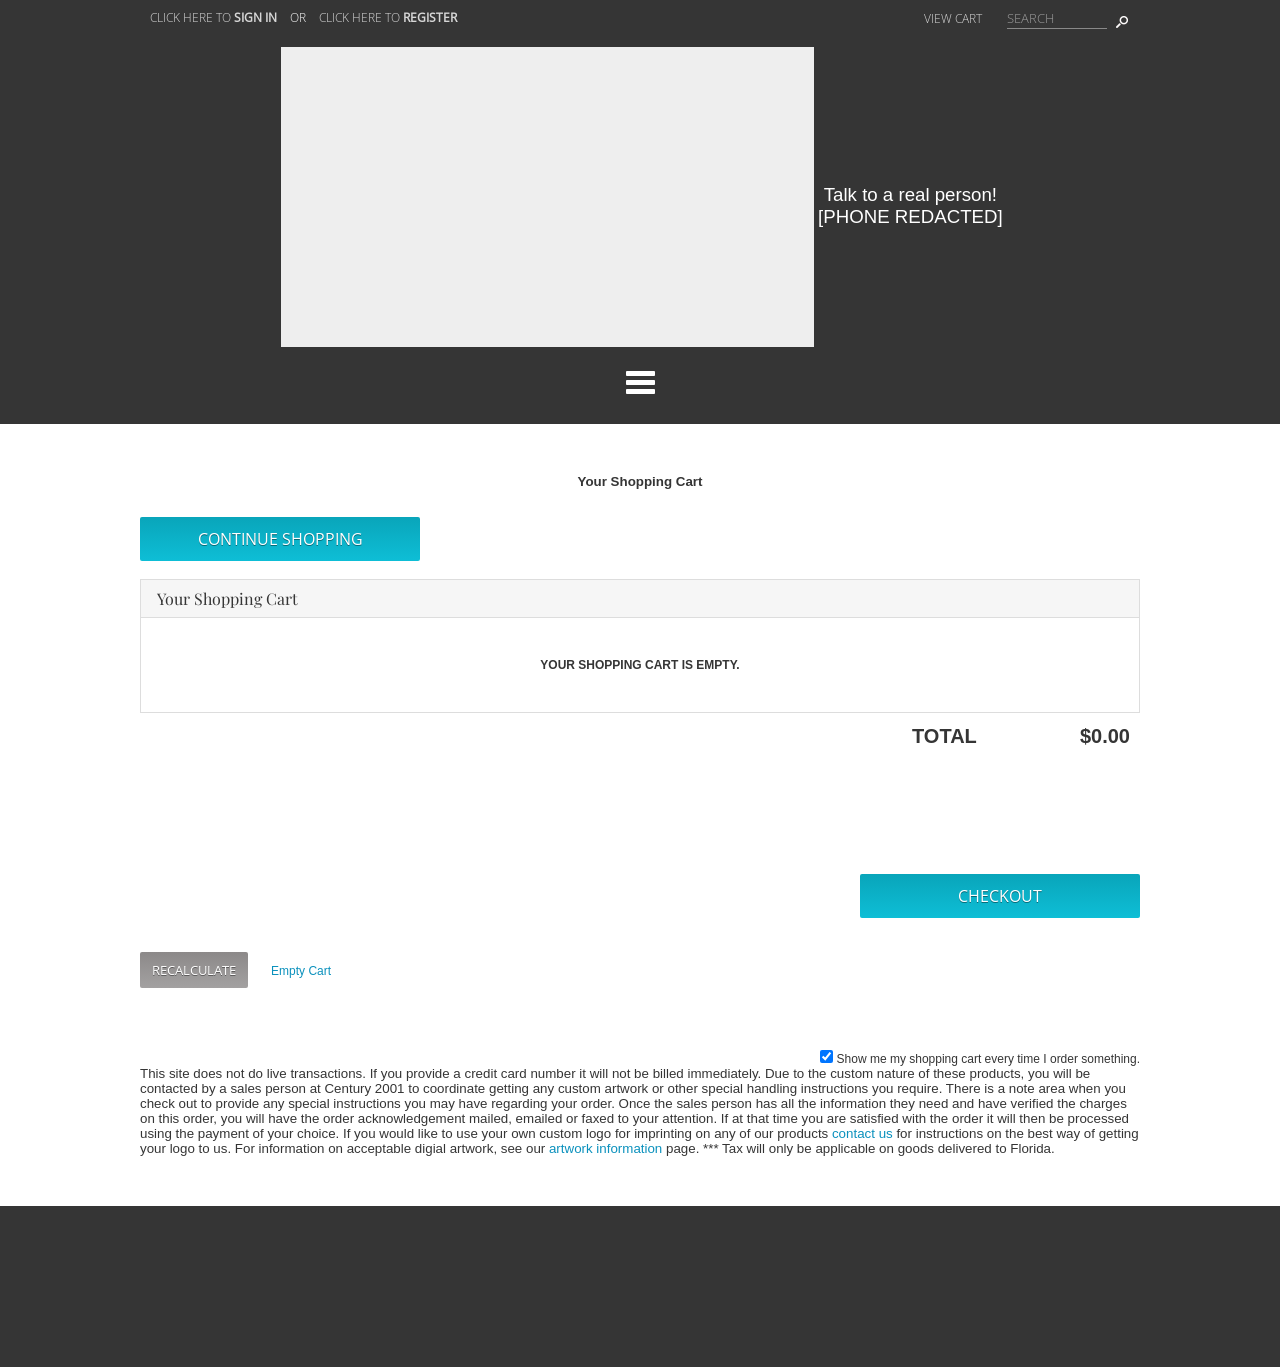 CLICK HERE TO SIGN IN OR CLICK HERE TO REGISTER
VIEW CART
SEARCH
Talk to a real person!
[PHONE REDACTED]
Your Shopping Cart
CONTINUE SHOPPING
Your Shopping Cart
YOUR SHOPPING CART IS EMPTY.
TOTAL $0.00
CHECKOUT
RECALCULATE
Empty Cart
Show me my shopping cart every time I order something.
This site does not do live transactions. If you provide a credit card number it will not be billed immediately. Due to the custom nature of these products, you will be
contacted by a sales person at Century 2001 to coordinate getting any custom artwork or other special handling instructions you require. There is a note area when you
check out to provide any special instructions you may have regarding your order. Once the sales person has all the information they need and have verified the charges
on this order, you will have the order acknowledgement mailed, emailed or faxed to your attention. If at that time you are satisfied with the order it will then be processed
using the payment of your choice. If you would like to use your own custom logo for imprinting on any of our products contact us for instructions on the best way of getting
your logo to us. For information on acceptable digial artwork, see our artwork information page. *** Tax will only be applicable on goods delivered to Florida.